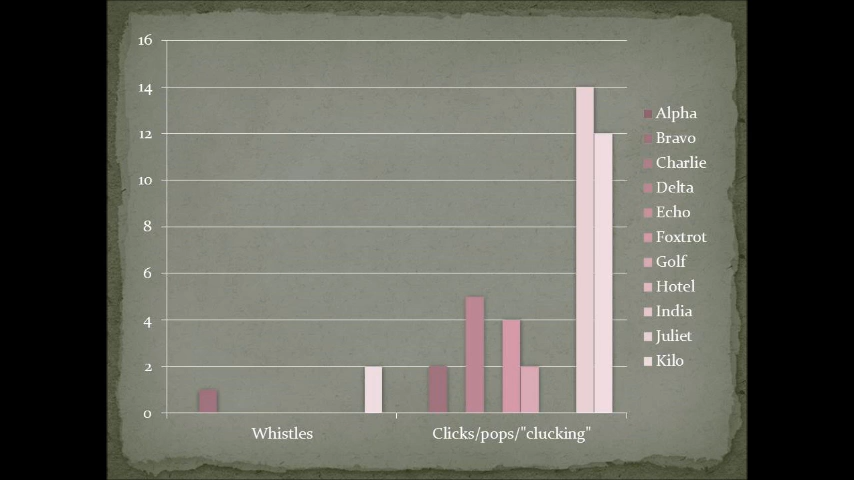 16
14
12
10
8
6
4
2
0
Whistles
Clicks/pops/"clucking"
Alpha
Bravo
Charlie
Delta
Echo
Foxtrot
Golf
Hotel
India
Juliet
Kilo